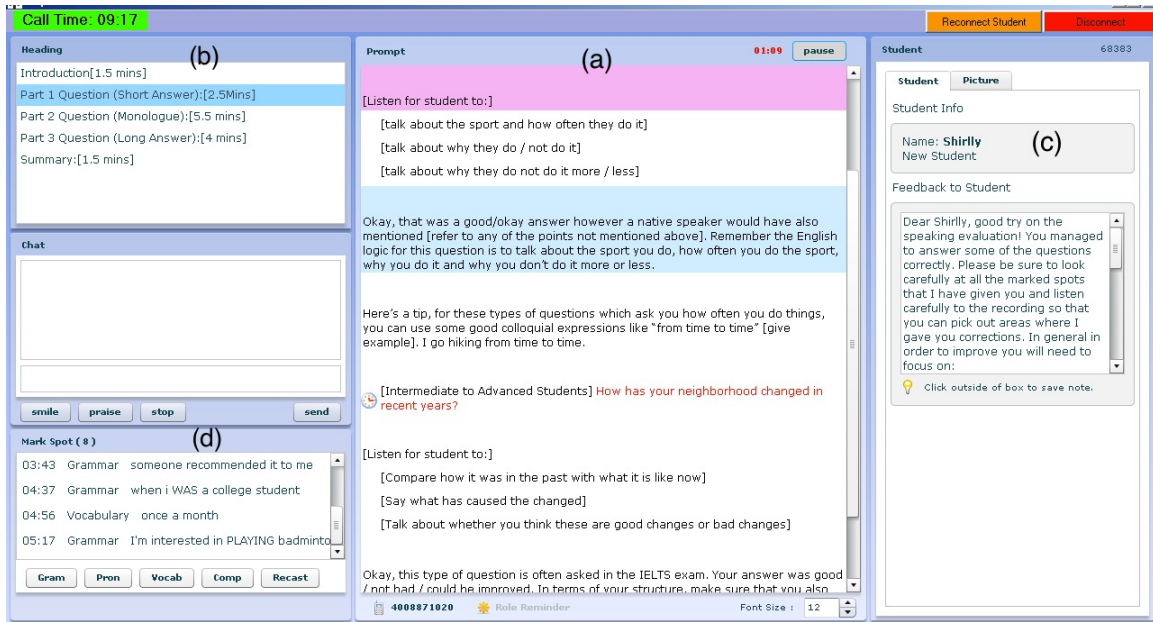 Call Time: 09:17
Reconnect Student
Disconnect
Heading
(b)
Introduction[1.5 mins]
Part 1 Question (Short Answer):[2.5Mins]
Part 2 Question (Monologue):[5.5 mins]
Part 3 Question (Long Answer):[4 mins]
Summary:[1.5 mins]
Chat
smile
praise
stop
send
Mark Spot ( 8 )
(d)
03:43 Grammar someone recommended it to me
04:37 Grammar when i WAS a college student
04:56 Vocabulary once a month
05:17 Grammar I'm interested in PLAYING badminto
Gram
Pron
Vocab
Comp
Recast
Prompt
(a)
01:09
pause
[Listen for student to:]
[talk about the sport and how often they do it]
[talk about why they do / not do it]
[talk about why they do not do it more / less]
Okay, that was a good/okay answer however a native speaker would have also
mentioned [refer to any of the points not mentioned above]. Remember the English
logic for this question is to talk about the sport you do, how often you do the sport,
why you do it and why you don't do it more or less.
Here's a tip, for these types of questions which ask you how often you do things,
you can use some good colloquial expressions like "from time to time" [give
example]. I go hiking from time to time.
[Intermediate to Advanced Students] How has your neighborhood changed in
recent years?
[Listen for student to:]
[Compare how it was in the past with what it is like now]
[Say what has caused the changed]
[Talk about whether you think these are good changes or bad changes]
Okay, this type of question is often asked in the IELTS exam. Your answer was good
/ not bad / could be improved. In terms of your structure, make sure that you also
4008871020
Role Reminder
Font Size :
12
Student
68383
Student
Picture
Student Info
Name: Shirlly
New Student
(c)
Feedback to Student
Dear Shirlly, good try on the
speaking evaluation! You managed
to answer some of the questions
correctly. Please be sure to look
carefully at all the marked spots
that I have given you and listen
carefully to the recording so that
you can pick out areas where I
gave you corrections. In general in
order to improve you will need to
focus on:
Click outside of box to save note.